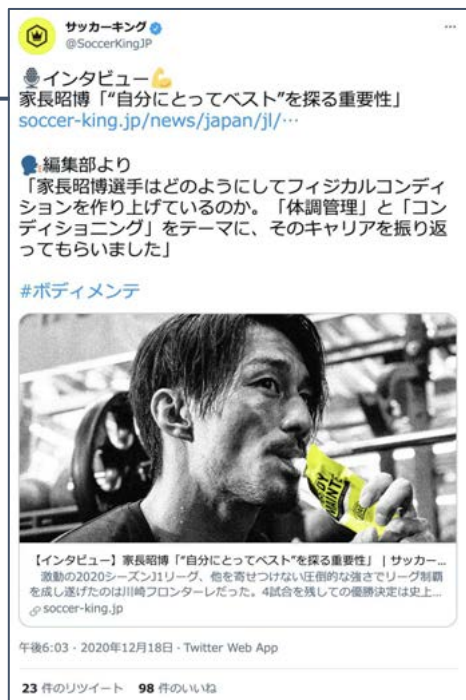 サッカーキング
@SoccerKingJP
インタビュー
家長昭博「“自分にとってベスト”を探る重要性」
soccer-king.jp/news/japan/jl/…
編集部より
「家長昭博選手はどのようにしてフィジカルコンディ
ションを作り上げているのか。「体調管理」と「コン
ディショニング」をテーマに、そのキャリアを振り返
ってもらいました」
#ボディメンテ
BODY
MAINTÉ
【インタビュー】家長昭博「“自分にとってベスト”を探る重要性」 | サッカー...
激動の2020シーズンJ1リーグ、他を寄せつけない圧倒的な強さでリーグ制覇
を成し遂げたのは川崎フロンターレだった。4試合を残しての優勝決定は史上...
soccer-king.jp
午後6:03 · 2020年12月18日 · Twitter Web App
23 件のリツイート 98 件のいいね